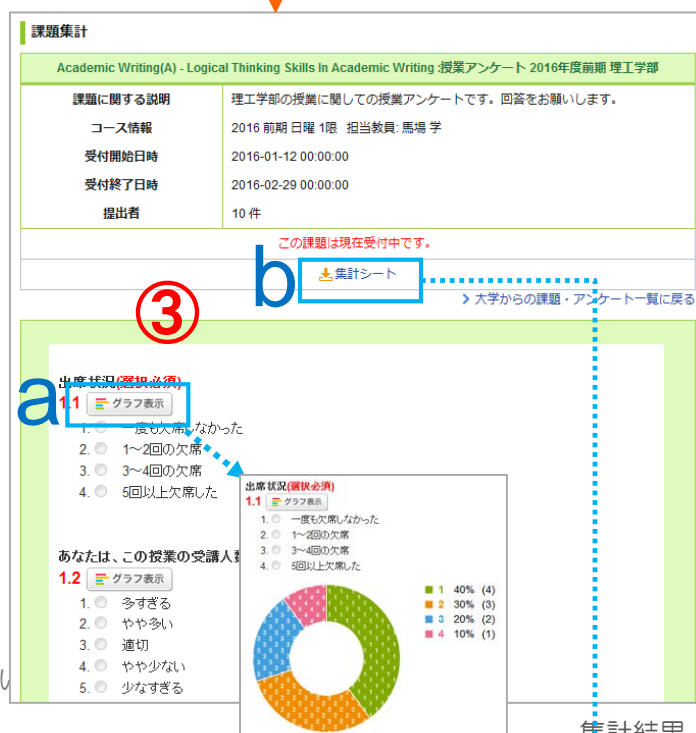 課題集計
Academic Writing(A) - Logical Thinking Skills In Academic Writing :授業アンケート 2016年度前期 理工学部
課題に関する説明 理工学部の授業に関しての授業アンケートです。回答をお願いします。
コース情報 2016 前期 日曜 1限 担当教員: 馬場 学
受付開始日時 2016-01-12 00:00:00
受付終了日時 2016-02-29 00:00:00
提出者 10 件
この課題は現在受付中です。
b 集計シート
大学からの課題・アンケート一覧に戻る
③
出席状況(選択必須)
a 1.1 グラフ表示
1. 一度も欠席しなかった
2. 1～2回の欠席
3. 3～4回の欠席
4. 5回以上欠席した
あなたは、この授業の受講人
1.2 グラフ表示
1. 多すぎる
2. やや多い
3. 適切
4. やや少ない
5. 少なすぎる
出席状況(選択必須)
1.1 グラフ表示
1. 一度も欠席しなかった
2. 1～2回の欠席
3. 3～4回の欠席
4. 5回以上欠席した
1 40% (4)
2 30% (3)
3 20% (2)
4 10% (1)
集計結果